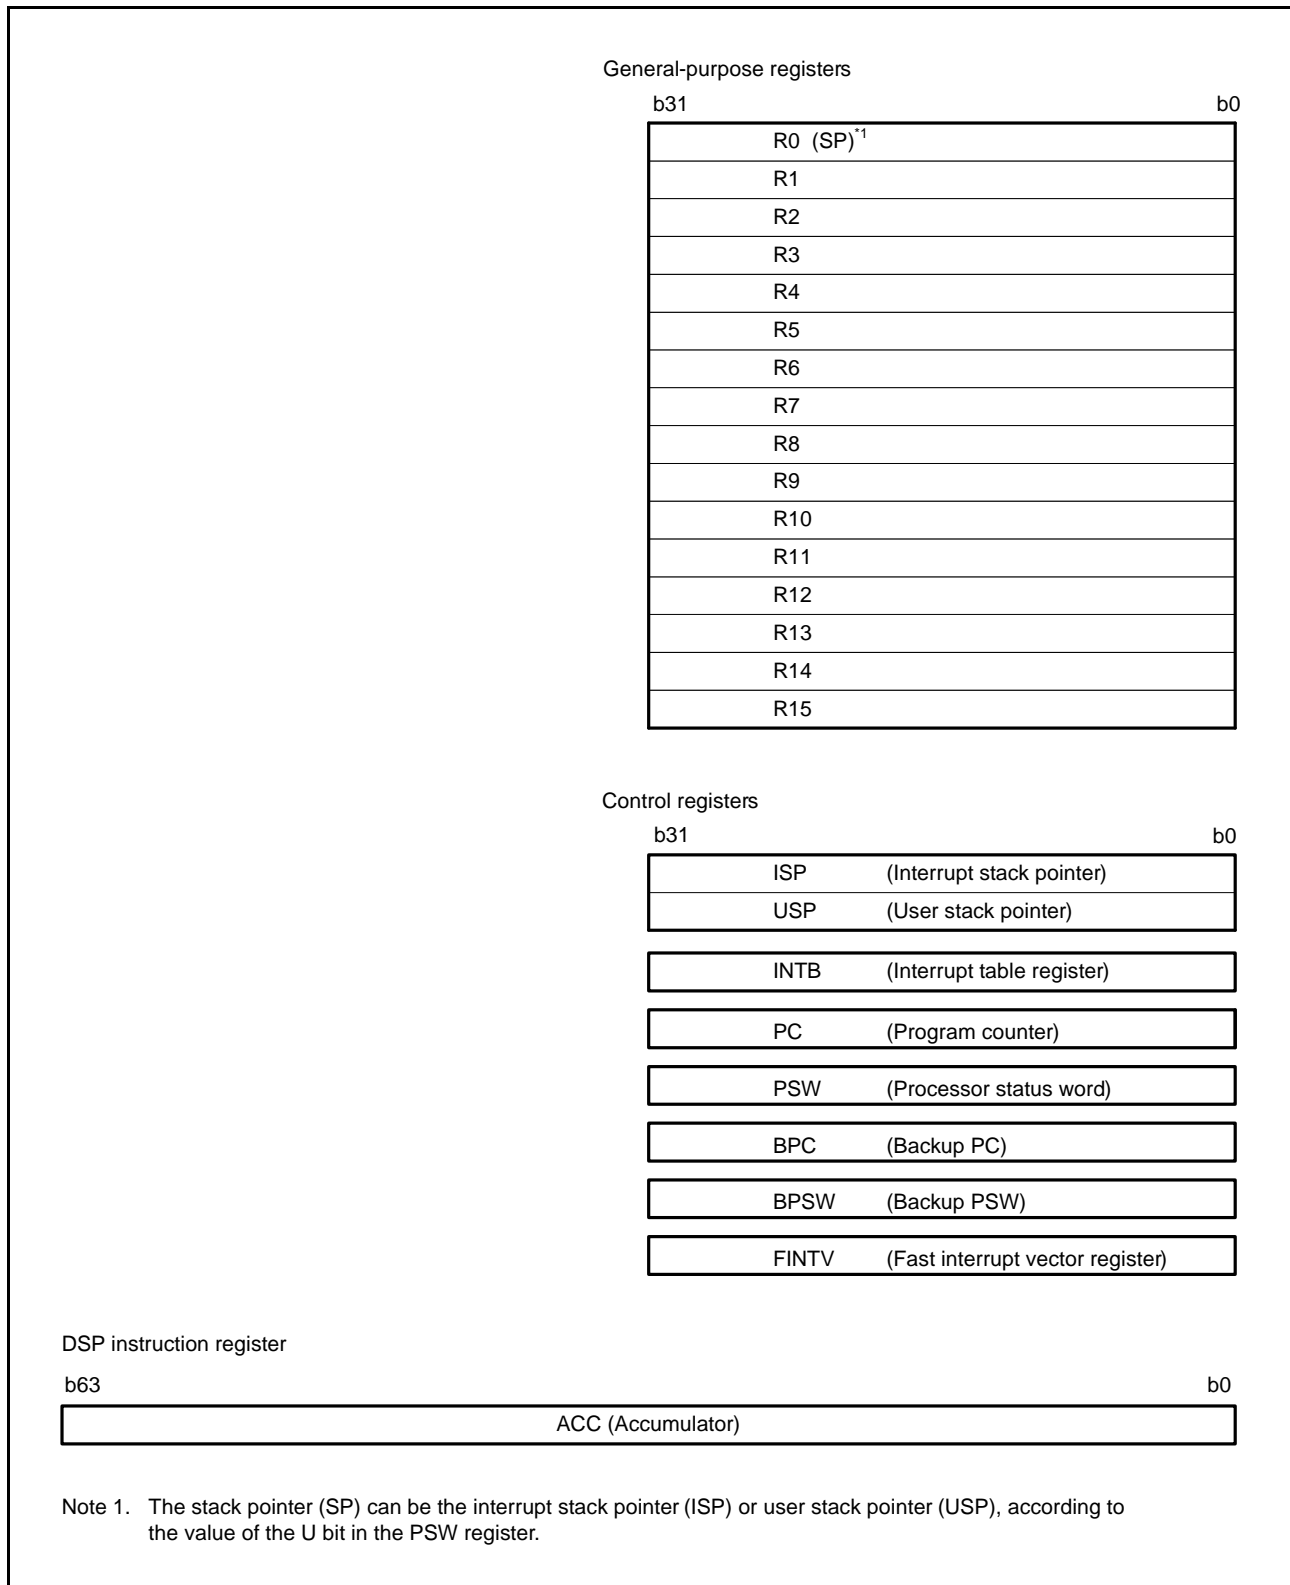 General-purpose registers
b31 b0
R0 (SP)*1
R1
R2
R3
R4
R5
R6
R7
R8
R9
R10
R11
R12
R13
R14
R15
Control registers
b31 b0
ISP (Interrupt stack pointer)
USP (User stack pointer)
INTB (Interrupt table register)
PC (Program counter)
PSW (Processor status word)
BPC (Backup PC)
BPSW (Backup PSW)
FINTV (Fast interrupt vector register)
DSP instruction register
b63 b0
ACC (Accumulator)
Note 1. The stack pointer (SP) can be the interrupt stack pointer (ISP) or user stack pointer (USP), according to
the value of the U bit in the PSW register.